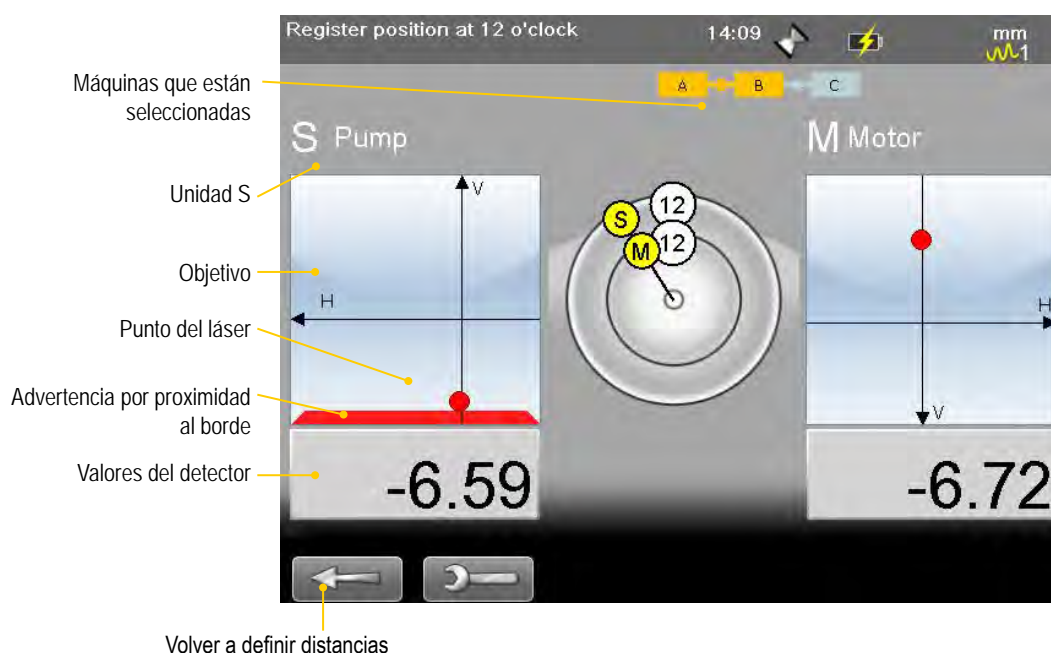 Register position at 12 o'clock 14:09 mm
1
Máquinas que están
seleccionadas
A B C
S Pump M Motor
Unidad S
V
S 12
M 12
Objetivo
H H
Punto del láser
Advertencia por proximidad
al borde
V
Valores del detector
-6.59 -6.72
Volver a definir distancias